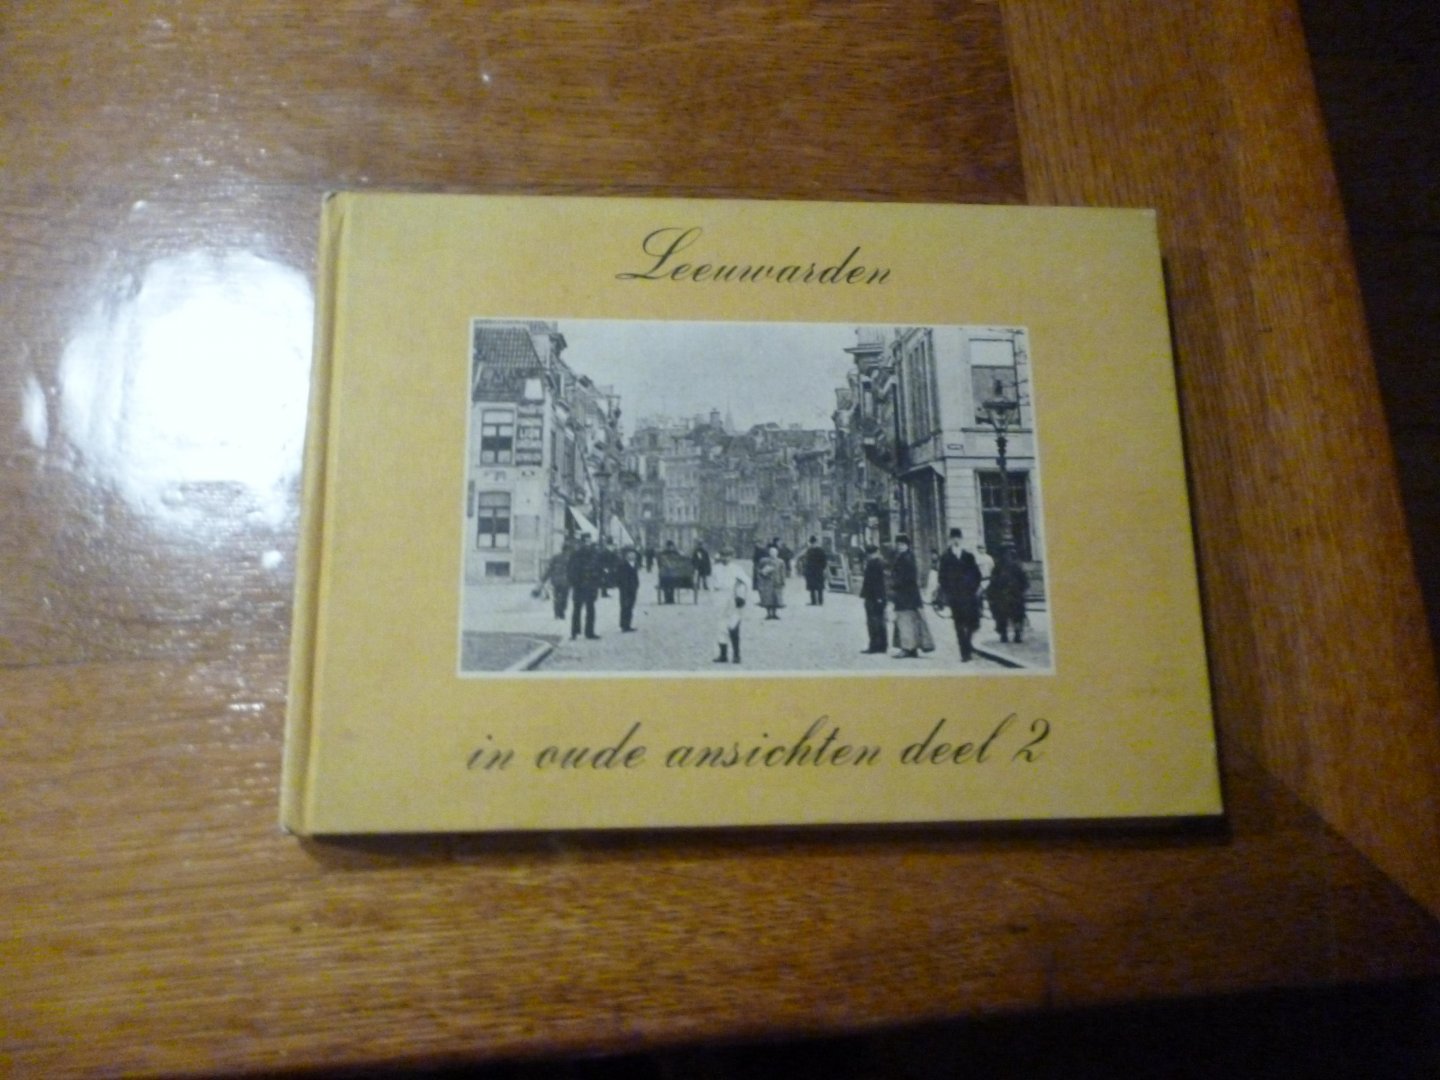 Leeuwarden
in oude ansichten deel 2